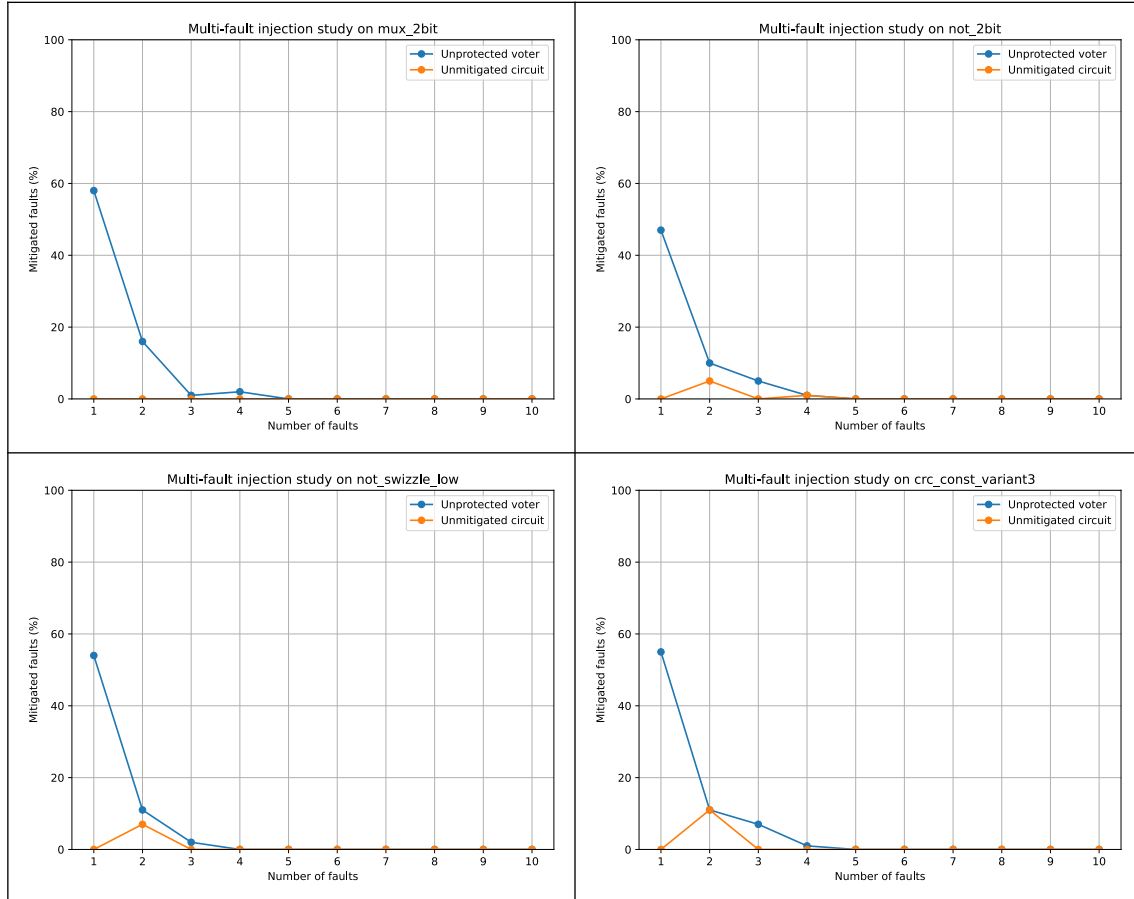 Multi-fault injection study on mux_2bit
100
80
60
40
20
0
Mitigated faults (%)
Unprotected voter
Unmitigated circuit
1 2 3 4 5 6 7 8 9 10
Number of faults
Multi-fault injection study on not_2bit
100
80
60
40
20
0
Mitigated faults (%)
Unprotected voter
Unmitigated circuit
1 2 3 4 5 6 7 8 9 10
Number of faults
Multi-fault injection study on not_swizzle_low
100
80
60
40
20
0
Mitigated faults (%)
Unprotected voter
Unmitigated circuit
1 2 3 4 5 6 7 8 9 10
Number of faults
Multi-fault injection study on crc_const_variant3
100
80
60
40
20
0
Mitigated faults (%)
Unprotected voter
Unmitigated circuit
1 2 3 4 5 6 7 8 9 10
Number of faults